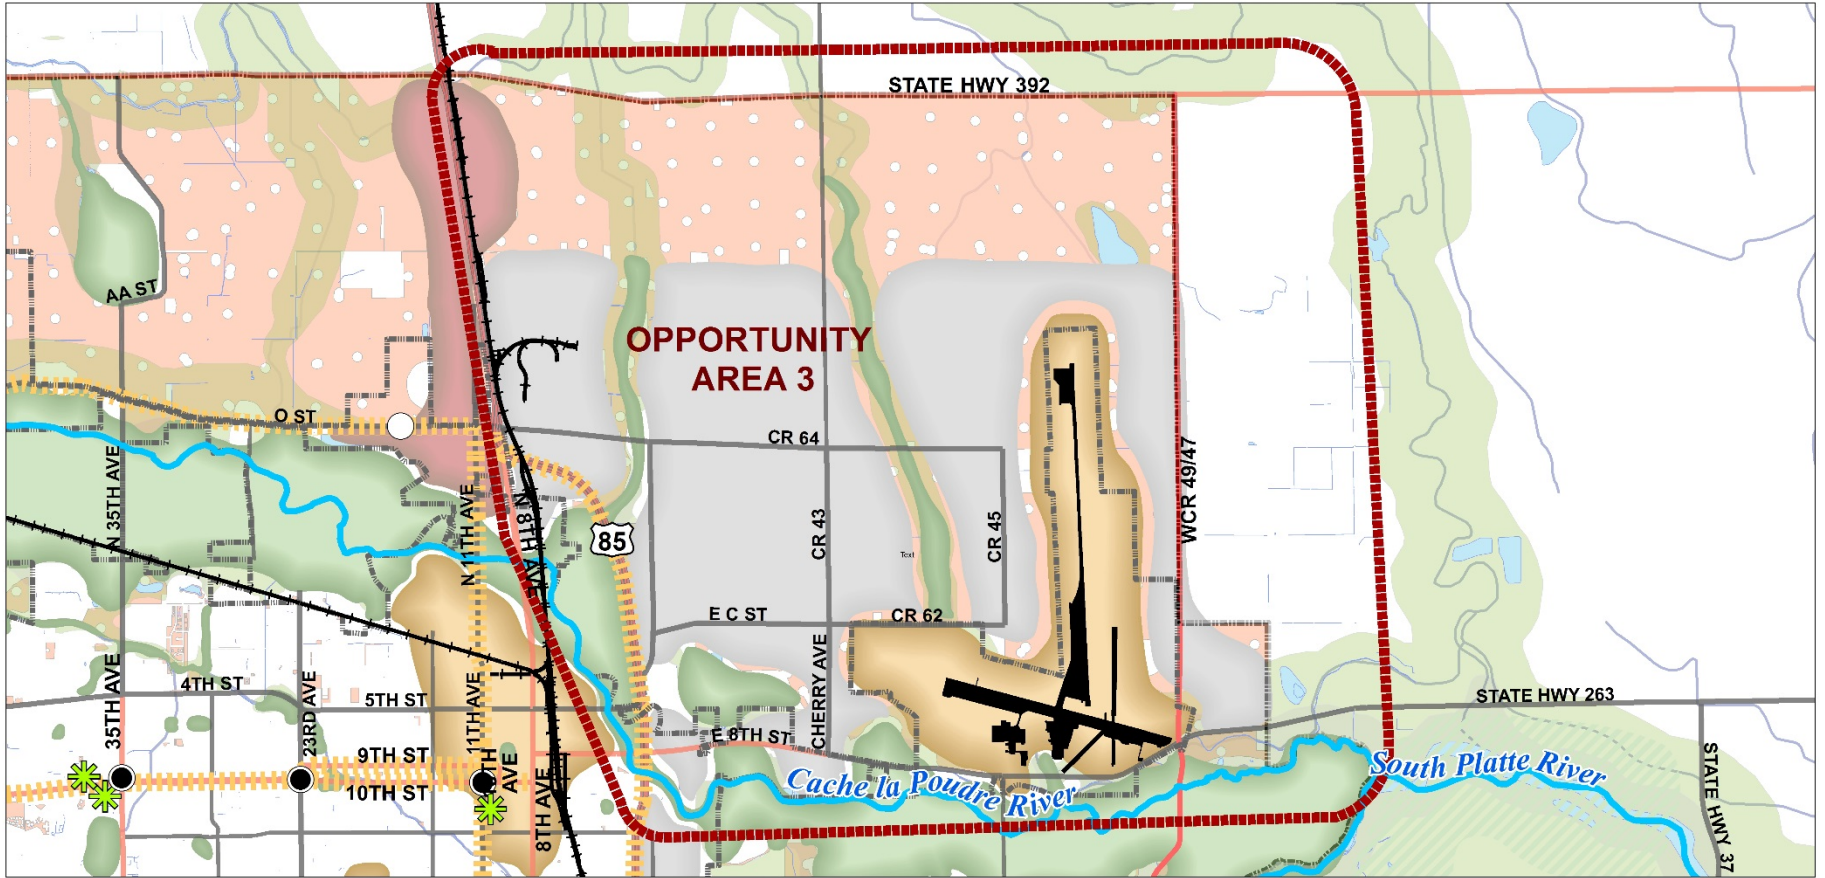 STATE HWY 392
AA ST
OPPORTUNITY
AREA 3
O ST
CR 64
N 35TH AVE
N 11TH AVE
N 8TH AVE
85
CR 43
Text
CR 45
WCR 49/47
E C ST
CR 62
35TH AVE
4TH ST
23RD AVE
5TH ST
11TH AVE
CHERRY AVE
STATE HWY 263
E 8TH ST
9TH ST
10TH ST
AVE
8TH AVE
Cache la Poudre River
South Platte River
STATE HWY 37